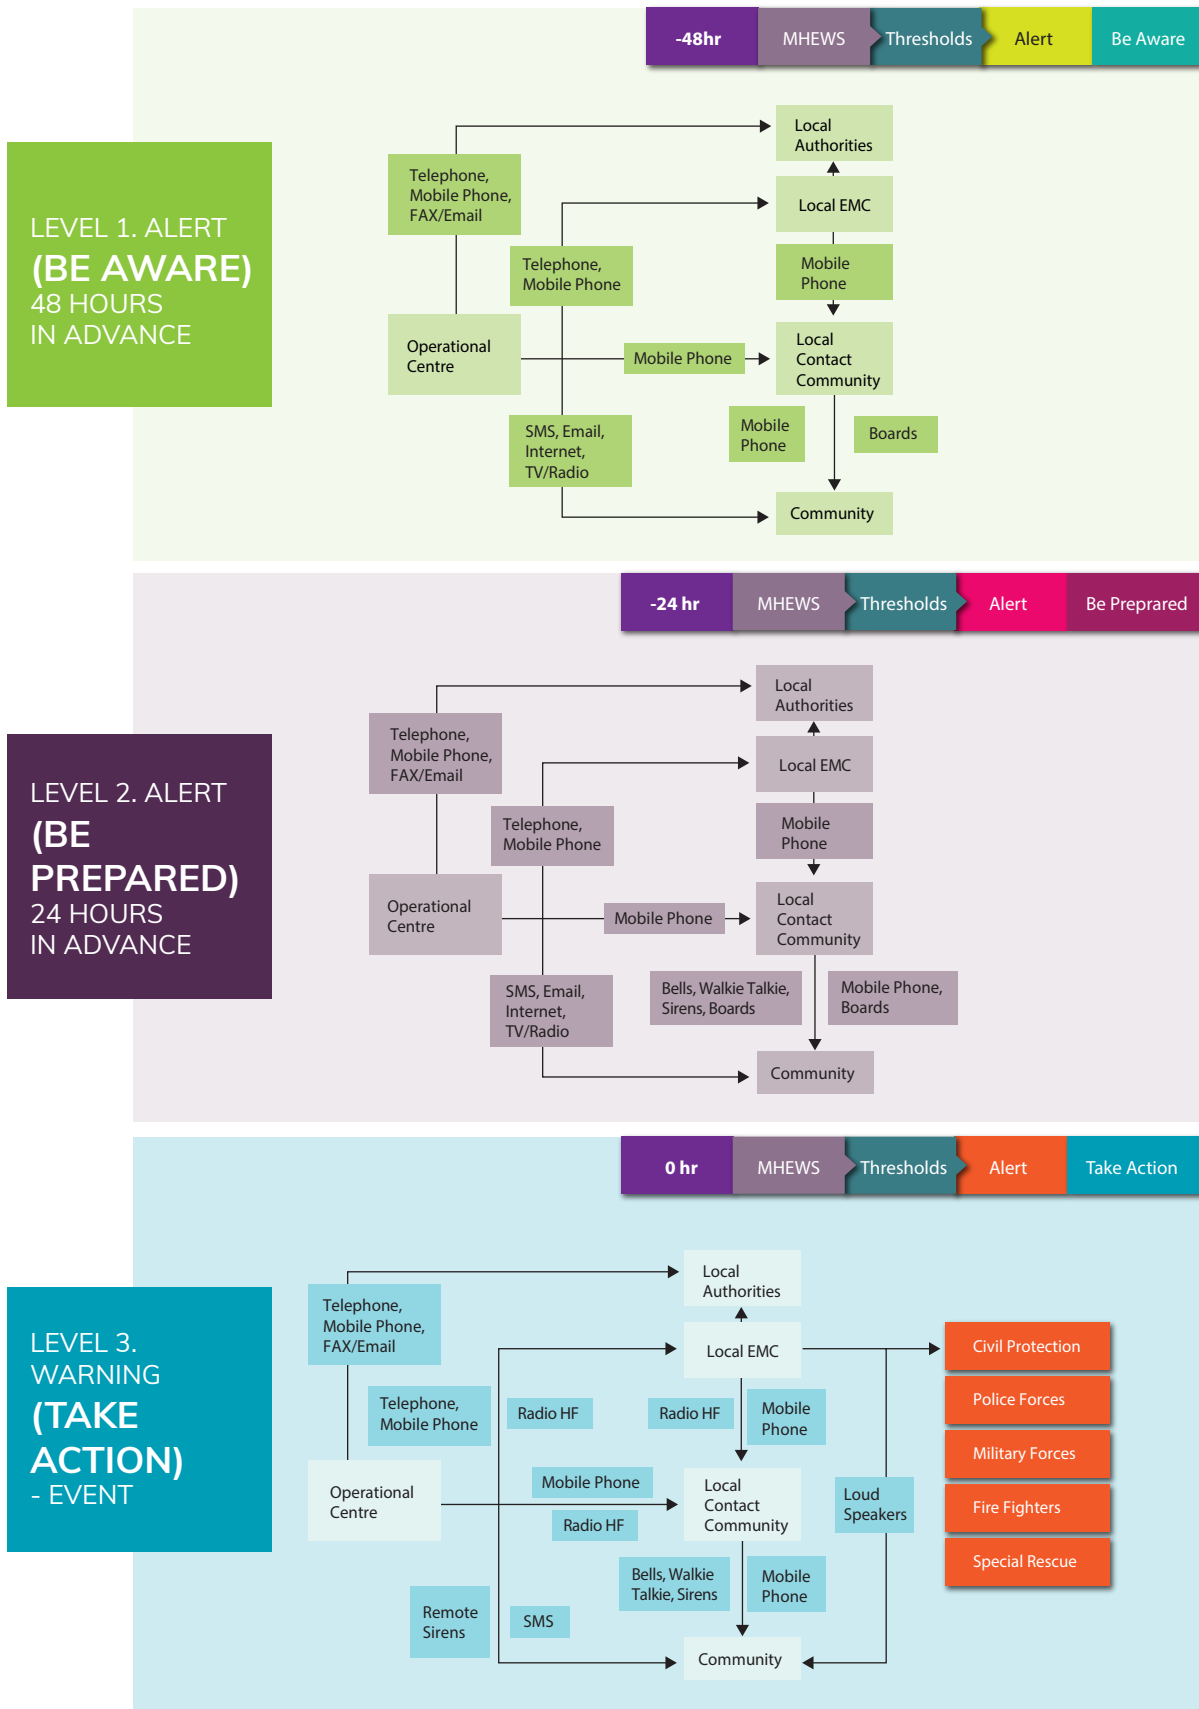 -48hr
MHEWS
Thresholds
Alert
Be Aware
LEVEL 1. ALERT
(BE AWARE)
48 HOURS
IN ADVANCE
Local
Authorities
Telephone,
Mobile Phone,
FAX/Email
Local EMC
Telephone,
Mobile Phone
Mobile
Phone
Operational
Centre
Mobile Phone
Local
Contact
Community
SMS, Email,
Internet,
TV/Radio
Mobile
Phone
Boards
Community
-24 hr
MHEWS
Thresholds
Alert
Be Preprared
LEVEL 2. ALERT
(BE
PREPARED)
24 HOURS
IN ADVANCE
Local
Authorities
Telephone,
Mobile Phone,
FAX/Email
Local EMC
Telephone,
Mobile Phone
Mobile
Phone
Operational
Centre
Mobile Phone
Local
Contact
Community
SMS, Email,
Internet,
TV/Radio
Bells, Walkie Talkie,
Sirens, Boards
Mobile Phone,
Boards
Community
0 hr
MHEWS
Thresholds
Alert
Take Action
LEVEL 3.
WARNING
(TAKE
ACTION)
- EVENT
Local
Authorities
Telephone,
Mobile Phone,
FAX/Email
Local EMC
Civil Protection
Telephone,
Mobile Phone
Radio HF
Radio HF
Mobile
Phone
Police Forces
Military Forces
Operational
Centre
Mobile Phone
Radio HF
Local
Contact
Community
Loud
Speakers
Fire Fighters
Special Rescue
Bells, Walkie
Talkie, Sirens
Mobile
Phone
Remote
Sirens
SMS
Community